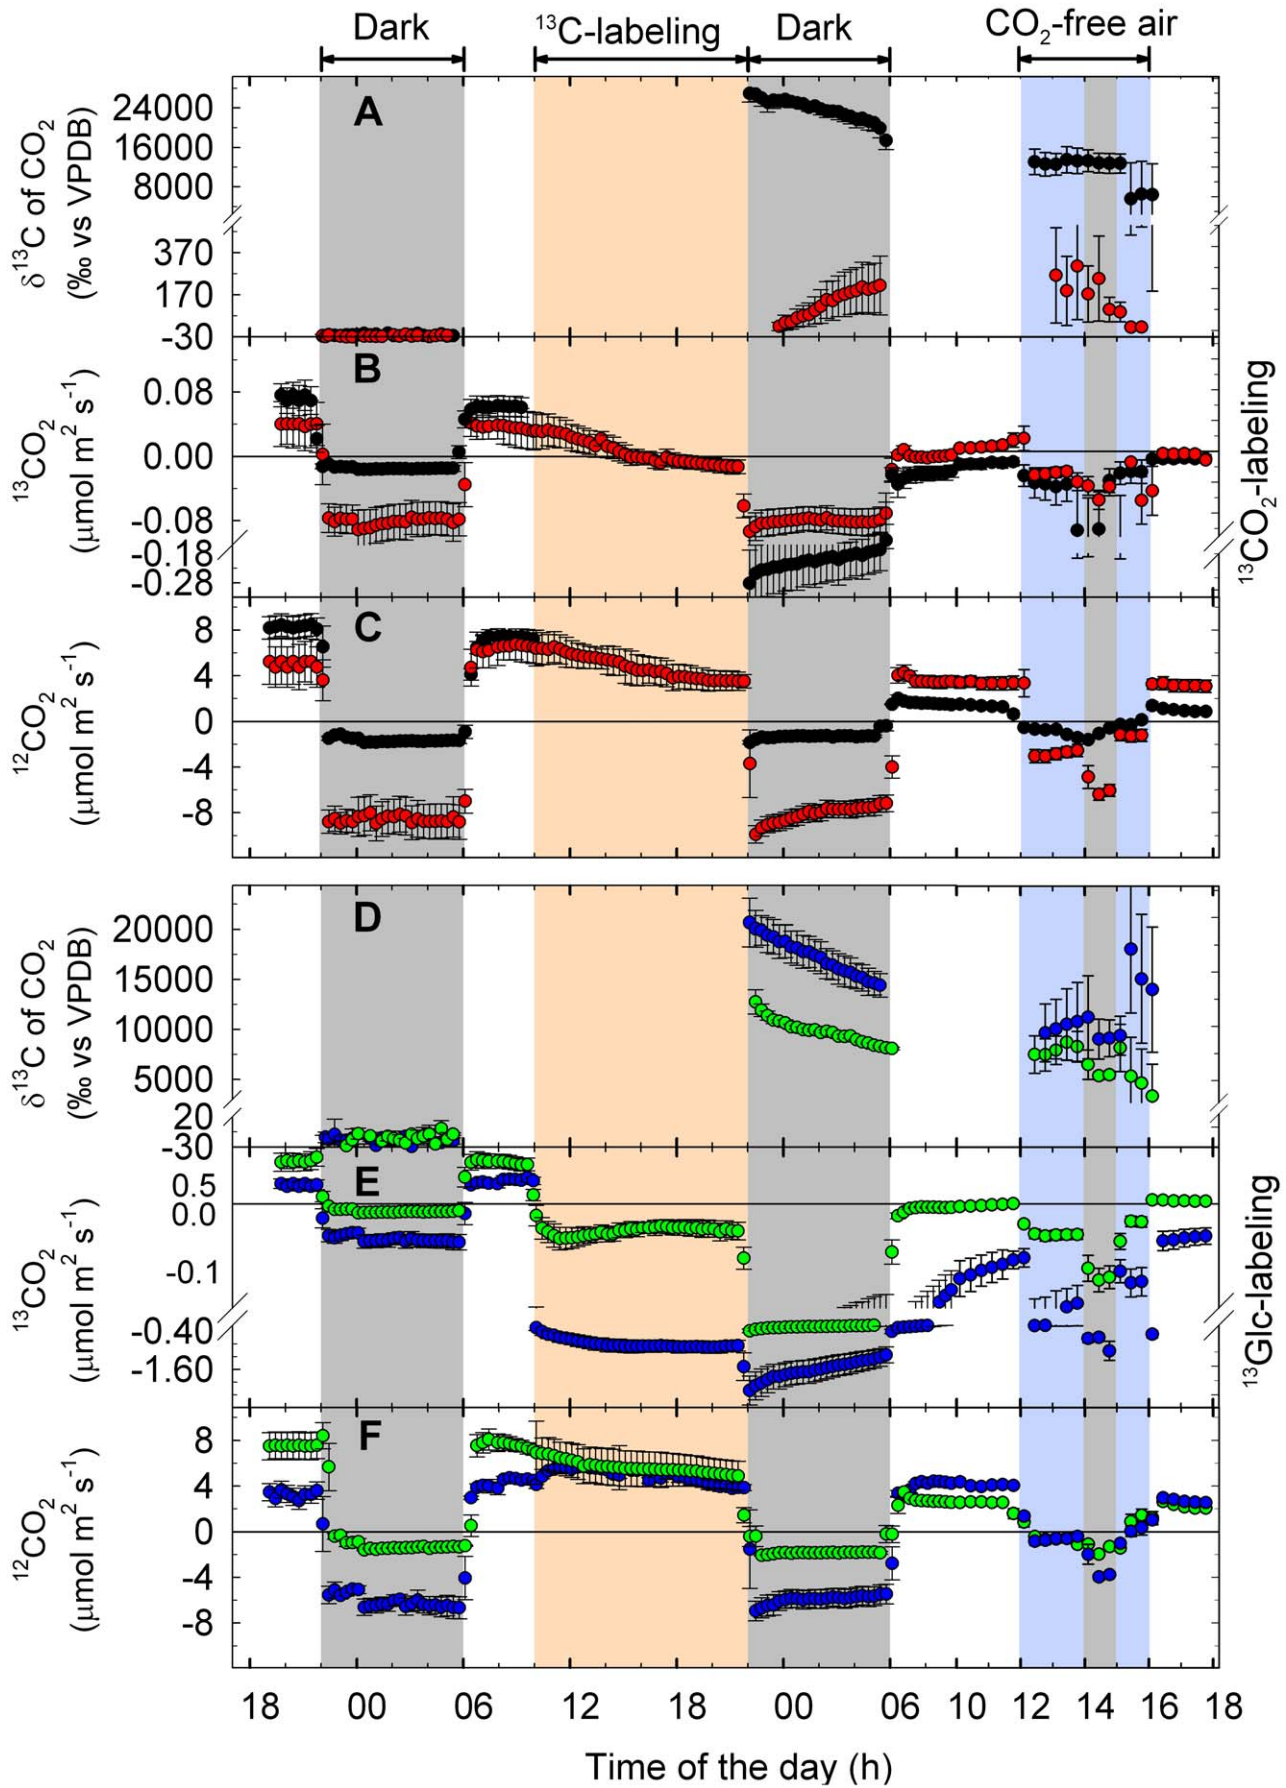 Dark
¹³C-labeling
Dark
CO₂-free air
A
24000
16000
8000
370
170
-30
δ¹³C of CO₂
(‰ vs VPDB)
B
0.08
0.00
-0.08
-0.18
-0.28
¹³CO₂
(μmol m² s⁻¹)
¹³CO₂-labeling
C
8
4
0
-4
-8
¹²CO₂
(μmol m² s⁻¹)
D
20000
15000
10000
5000
20
-30
δ¹³C of CO₂
(‰ vs VPDB)
E
0.5
0.0
-0.1
-0.40
-1.60
¹³CO₂
(μmol m² s⁻¹)
¹³Glc-labeling
F
8
4
0
-4
-8
¹²CO₂
(μmol m² s⁻¹)
18 00 06 12 18 00 06 10 12 14 16 18
Time of the day (h)